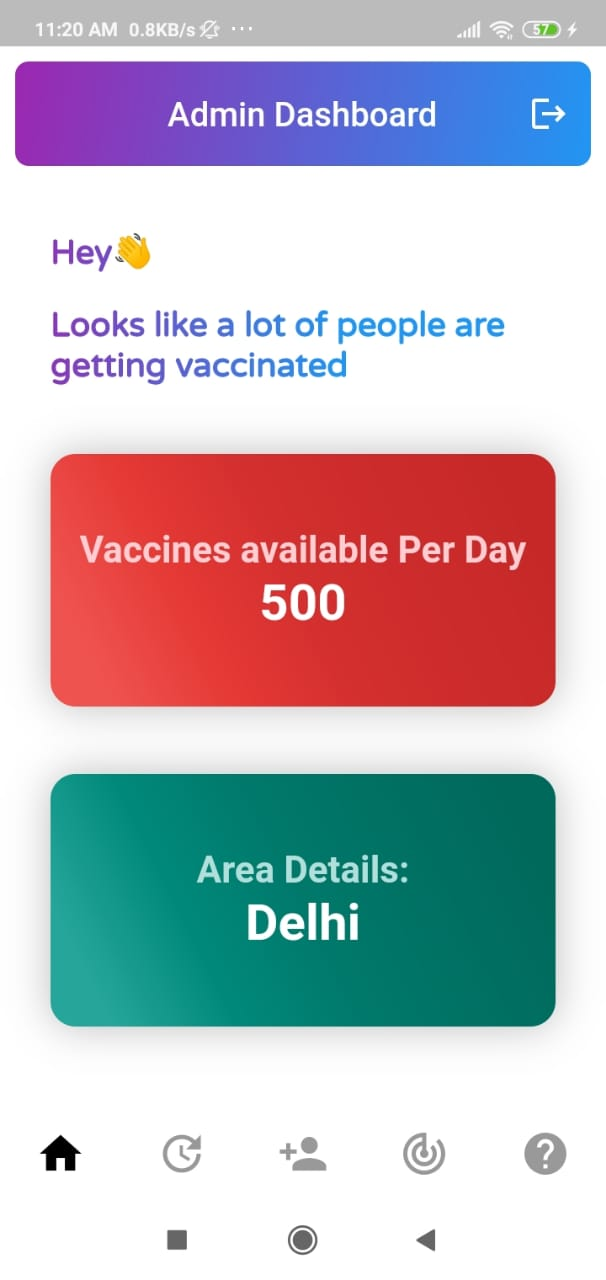 11:20 AM 0.8KB/s ... 57
Admin Dashboard
Hey👋
Looks like a lot of people are
getting vaccinated
Vaccines available Per Day
500
Area Details:
Delhi
?